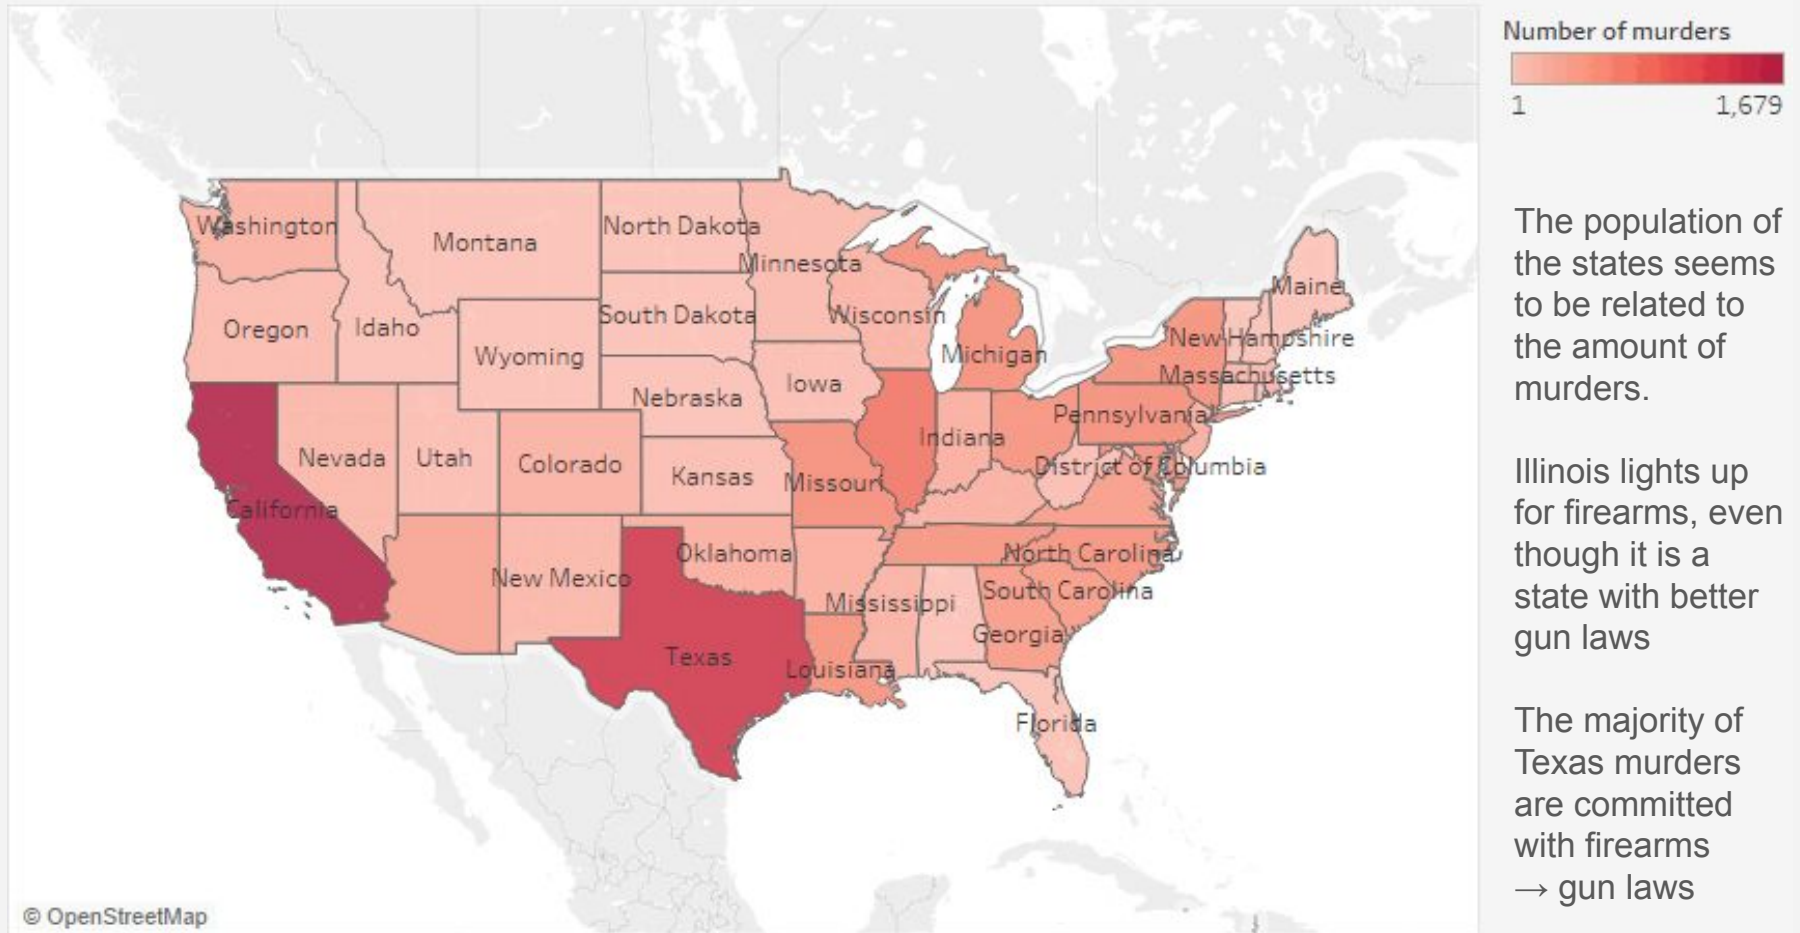 Number of murders
1 1,679
Washington
Montana
North Dakota
Minnesota
Maine
Oregon
Idaho
South Dakota
Wisconsin
New Hampshire
Wyoming
Michigan
Massachusetts
Iowa
Nebraska
Pennsylvania
Indiana
Nevada
Utah
Colorado
Kansas
Missouri
District of Columbia
California
Oklahoma
North Carolina
New Mexico
Mississippi
South Carolina
Georgia
Texas
Louisiana
Florida
© OpenStreetMap
The population of
the states seems
to be related to
the amount of
murders.
Illinois lights up
for firearms, even
though it is a
state with better
gun laws
The majority of
Texas murders
are committed
with firearms
→ gun laws